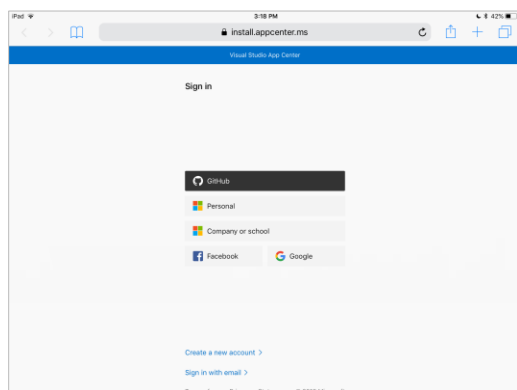 iPad 3:18 PM 42%
install.appcenter.ms
Visual Studio App Center
Sign in
GitHub
Personal
Company or school
Facebook Google
Create a new account >
Sign in with email >